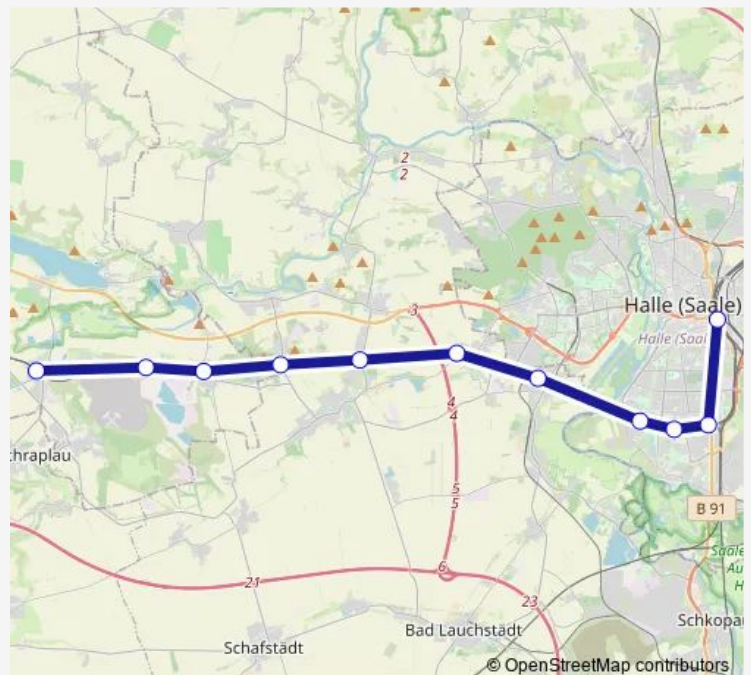 2
2
3
Halle (Saale)
Halle (Saal
4
4
chraplau
5
5
B 91
Saale
Au
H
6
21
23
Schkopau
Schafstädt
Bad Lauchstädt
© OpenStreetMap contributors